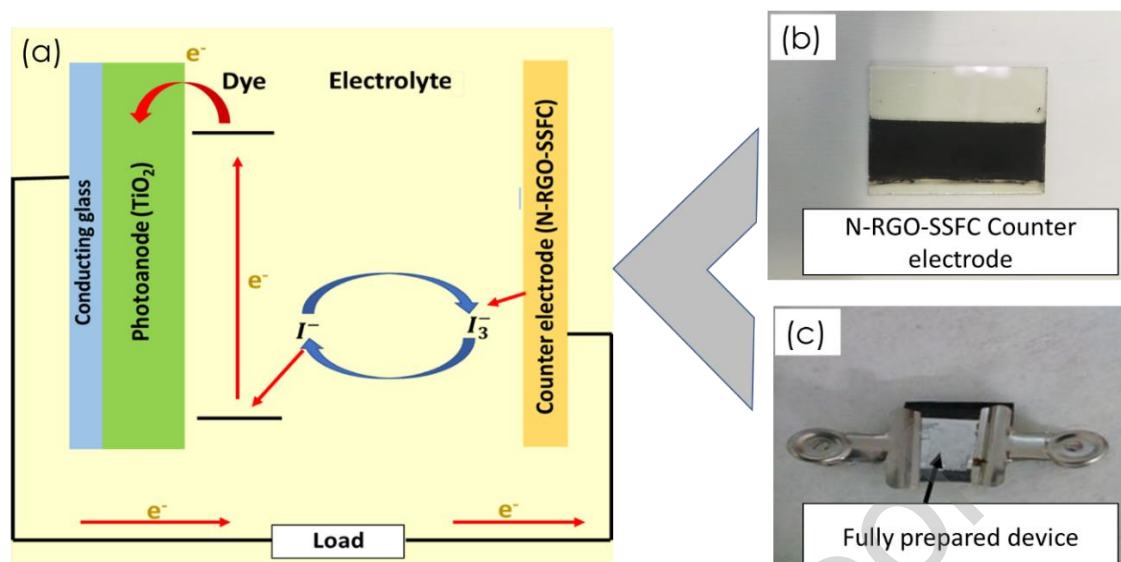 (a)
e⁻
Dye
Electrolyte
Conducting glass
Photoanode (TiO₂)
e⁻
I⁻
I₃⁻
Counter electrode (N-RGO-SSFC)
e⁻
e⁻
Load
(b)
N-RGO-SSFC Counter
electrode
(c)
Fully prepared device